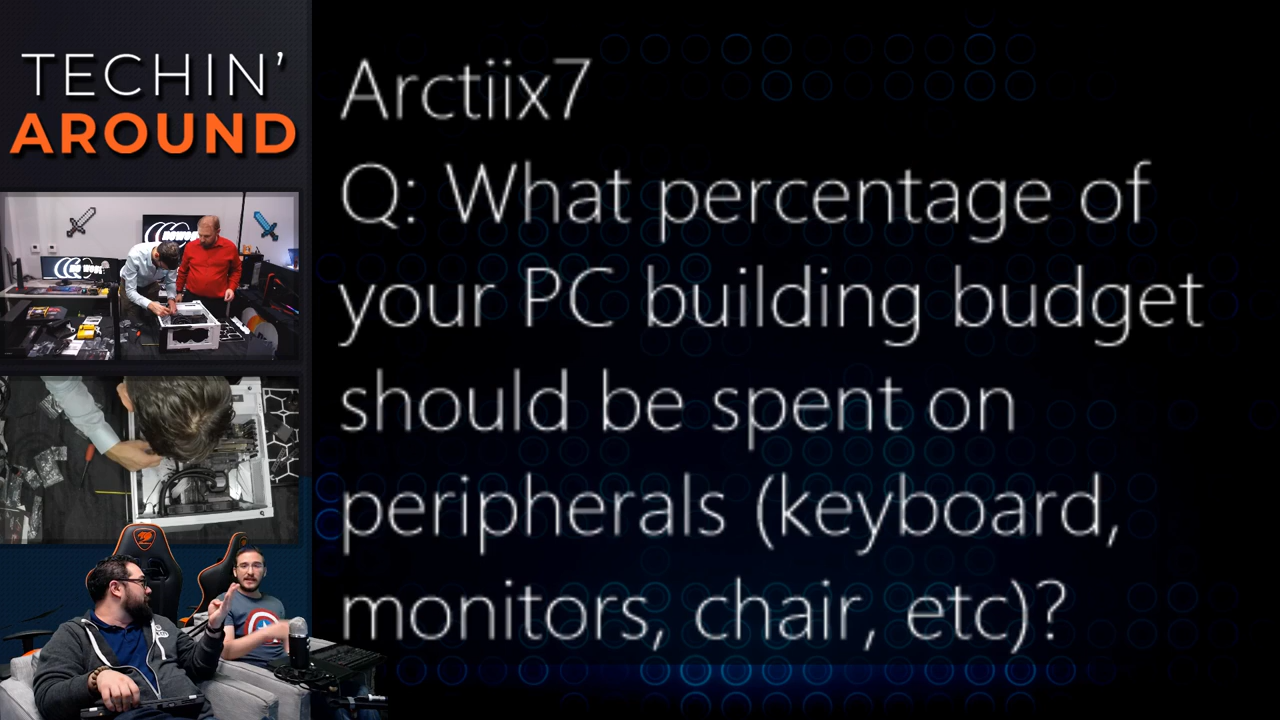 TECHIN'
AROUND
Arctiix7
Q: What percentage of
your PC building budget
should be spent on
peripherals (keyboard,
monitors, chair, etc)?